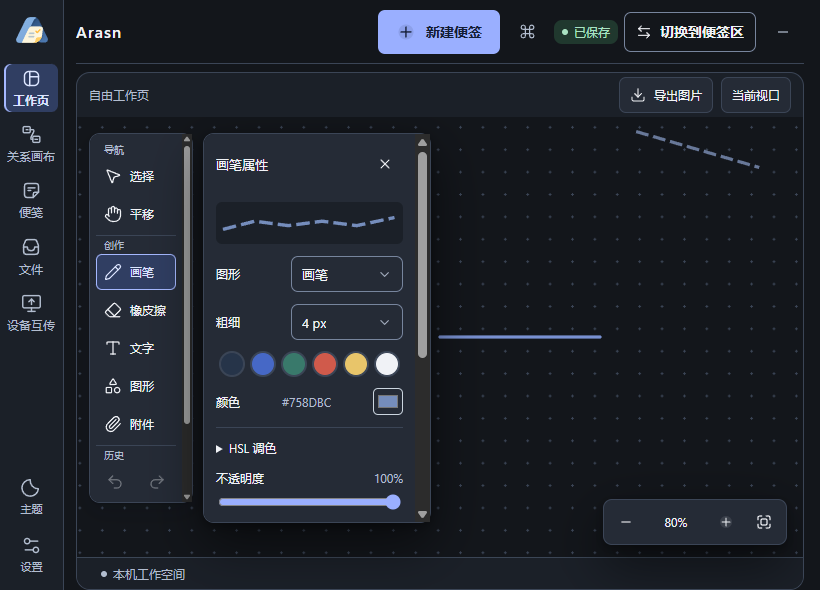 Arasn
新建便签
已保存
切换到便签区
工作页
关系画布
便笺
文件
设备互传
主题
设置
自由工作页
导出图片
当前视口
导航
选择
平移
创作
画笔
橡皮擦
文字
图形
附件
历史
画笔属性
图形
画笔
粗细
4 px
颜色
#758DBC
HSL 调色
不透明度
100%
80%
本机工作空间